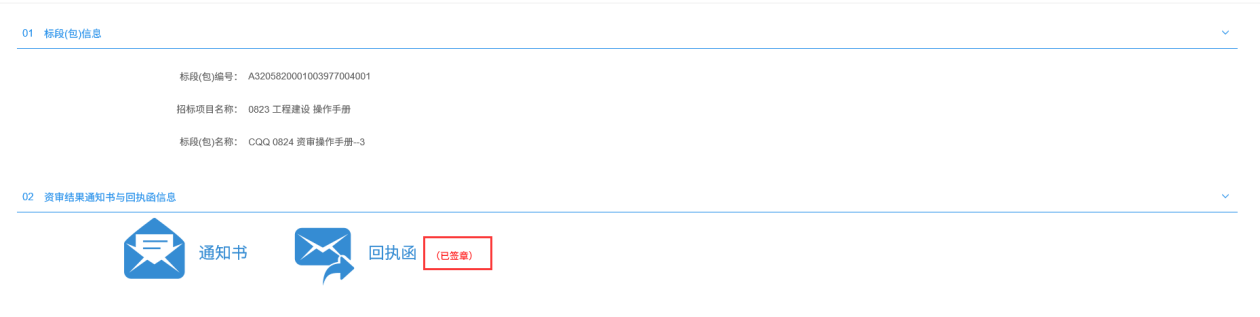 01 标段(包)信息
标段(包)编号： A3205820001003977004001
招标项目名称： 0823 工程建设 操作手册
标段(包)名称： CQQ 0824 资审操作手册--3
02 资审结果通知书与回执函信息
通知书 回执函 （已签章）